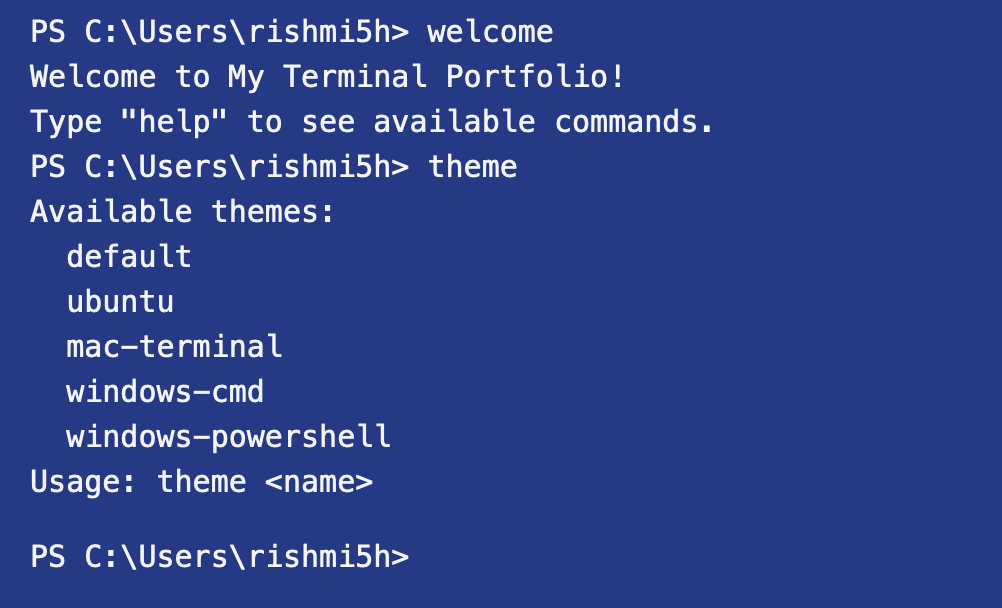 PS C:\Users\rishmi5h> welcome
Welcome to My Terminal Portfolio!
Type "help" to see available commands.
PS C:\Users\rishmi5h> theme
Available themes:
  default
  ubuntu
  mac-terminal
  windows-cmd
  windows-powershell
Usage: theme <name>
PS C:\Users\rishmi5h>